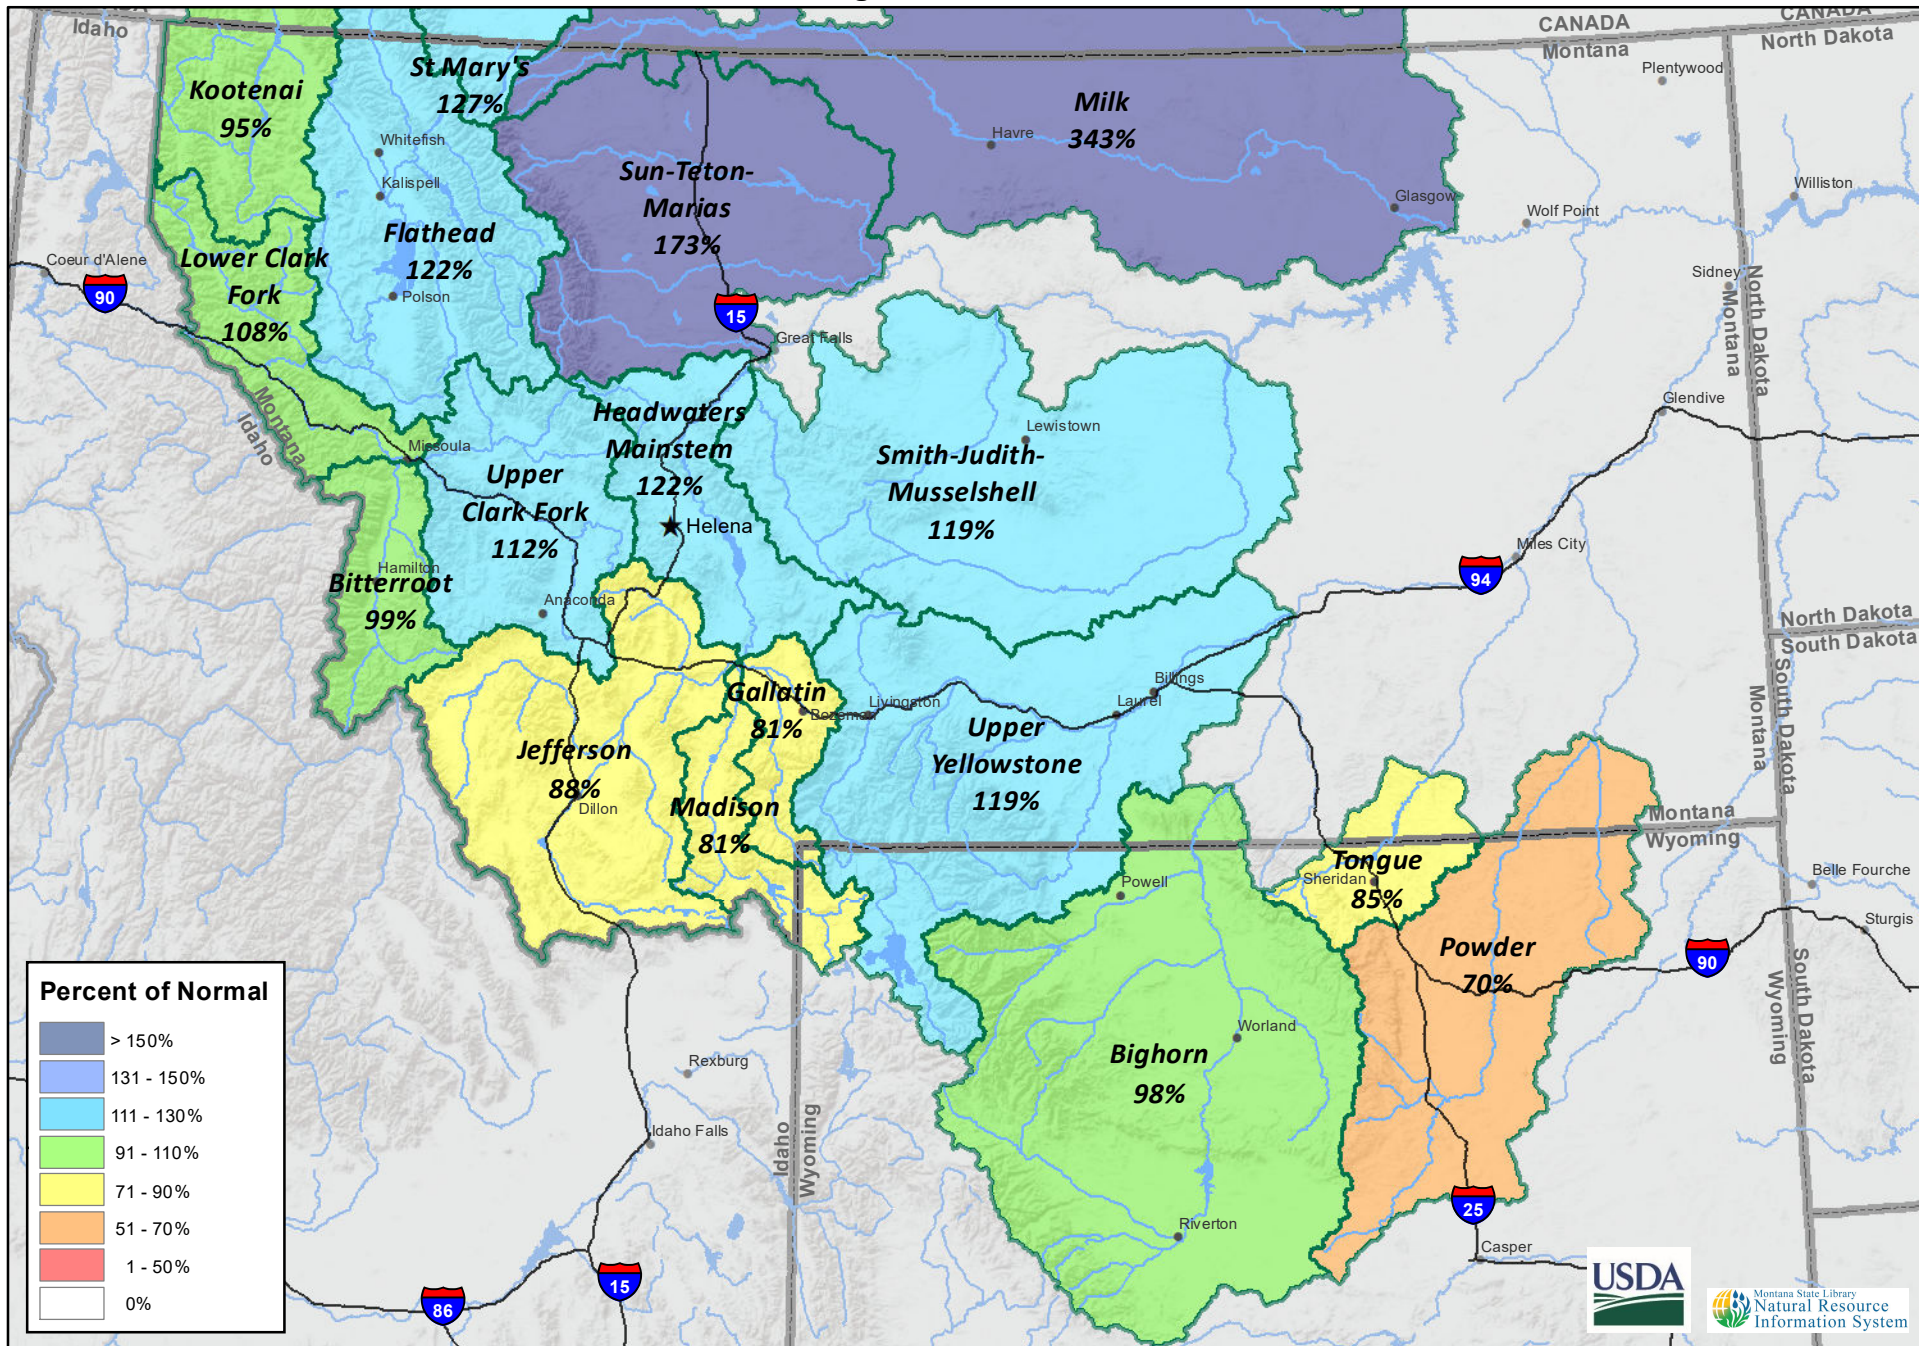 Idaho
CANADA
Montana
CANADA
North Dakota
Plentywood
Kootenai
95%
St Mary's
127%
Milk
343%
Whitefish
Havre
Kalispell
Sun-Teton-
Marias
173%
Williston
Glasgow
Wolf Point
Flathead
122%
Coeur d'Alene
90
Lower Clark
Fork
108%
Polson
15
Great Falls
Sidney
Montana
North Dakota
Montana
Idaho
Missoula
Headwaters
Mainstem
122%
Helena
Lewistown
Glendive
Smith-Judith-
Musselshell
119%
Upper
Clark Fork
112%
Miles City
94
Hamilton
Bitterroot
99%
Anaconda
North Dakota
South Dakota
Montana
South Dakota
Gallatin
81%
Bozeman
Livingston
Billings
Laurel
Upper
Yellowstone
119%
Jefferson
88%
Dillon
Madison
81%
Montana
Wyoming
Tongue
85%
Sheridan
Powell
Belle Fourche
Sturgis
Powder
70%
90
South Dakota
Wyoming
Worland
Bighorn
98%
Rexburg
Idaho Falls
Idaho
Wyoming
Riverton
25
Casper
15
86
Percent of Normal
> 150%
131 - 150%
111 - 130%
91 - 110%
71 - 90%
51 - 70%
1 - 50%
0%
USDA
Montana State Library
Natural Resource
Information System